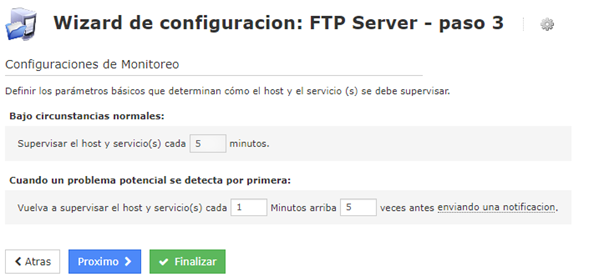 Wizard de configuracion: FTP Server - paso 3
Configuraciones de Monitoreo
Definir los parámetros básicos que determinan cómo el host y el servicio (s) se debe supervisar.
Bajo circunstancias normales:
Supervisar el host y servicio(s) cada 5 minutos.
Cuando un problema potencial se detecta por primera:
Vuelva a supervisar el host y servicio(s) cada 1 Minutos arriba 5 veces antes enviando una notificacion.
Atras Proximo Finalizar